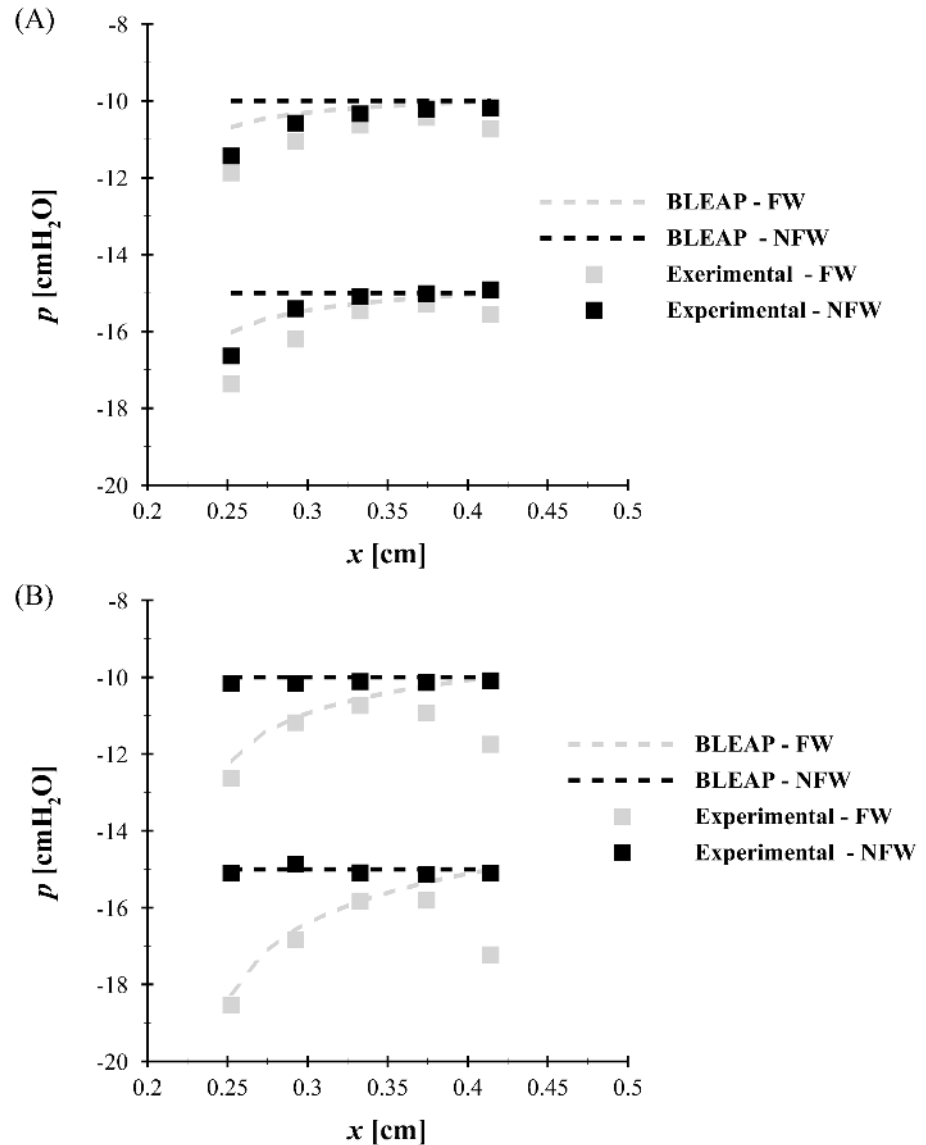 (A)
-8
-10
-12
-14
-16
-18
-20
p [cmH₂O]
0.2 0.25 0.3 0.35 0.4 0.45 0.5
x [cm]
BLEAP - FW
BLEAP - NFW
Exerimental - FW
Experimental - NFW
(B)
-8
-10
-12
-14
-16
-18
-20
p [cmH₂O]
0.2 0.25 0.3 0.35 0.4 0.45 0.5
x [cm]
BLEAP - FW
BLEAP - NFW
Experimental - FW
Experimental - NFW